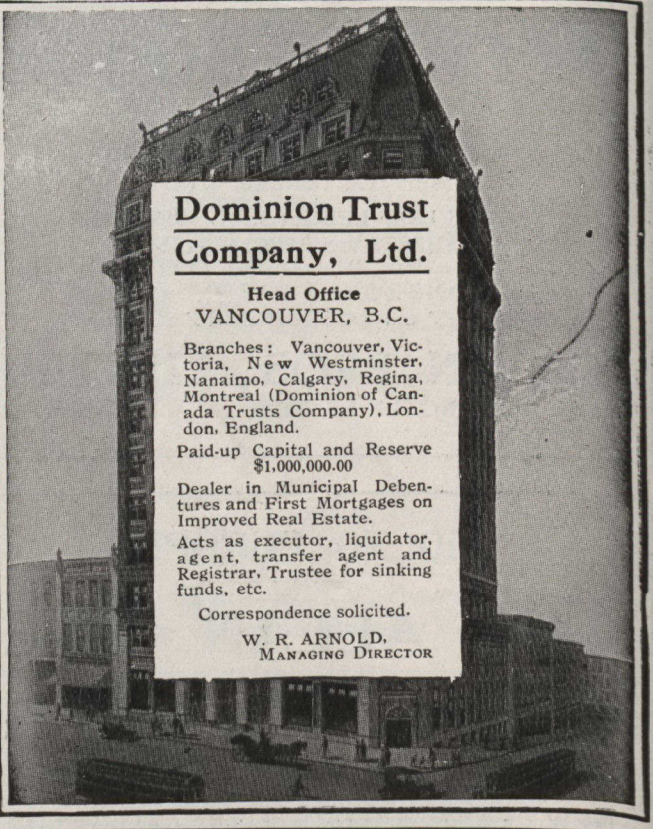 Dominion Trust
Company, Ltd.
Head Office
VANCOUVER, B.C.
Branches: Vancouver, Vic-
toria, New Westminster,
Nanaimo, Calgary, Regina,
Montreal (Dominion of Can-
ada Trusts Company), Lon-
don, England.
Paid-up Capital and Reserve
$1,000,000.00
Dealer in Municipal Deben-
tures and First Mortgages on
Improved Real Estate.
Acts as executor, liquidator,
agent, transfer agent and
Registrar, Trustee for sinking
funds, etc.
Correspondence solicited.
W. R. ARNOLD,
MANAGING DIRECTOR